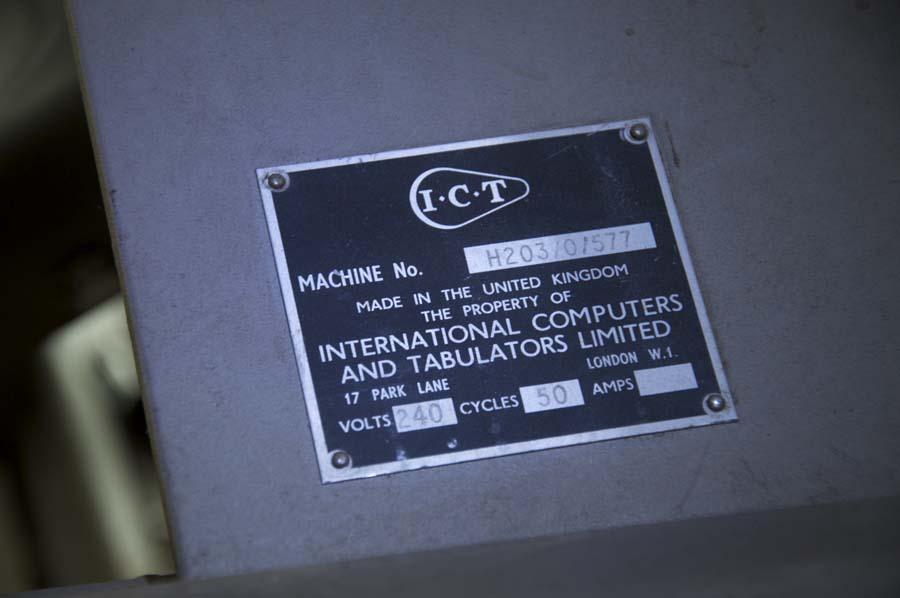 I·C·T
MACHINE No. H203/0/577
MADE IN THE UNITED KINGDOM
THE PROPERTY OF
INTERNATIONAL COMPUTERS
AND TABULATORS LIMITED
17 PARK LANE LONDON W.1.
VOLTS 240 CYCLES 50 AMPS